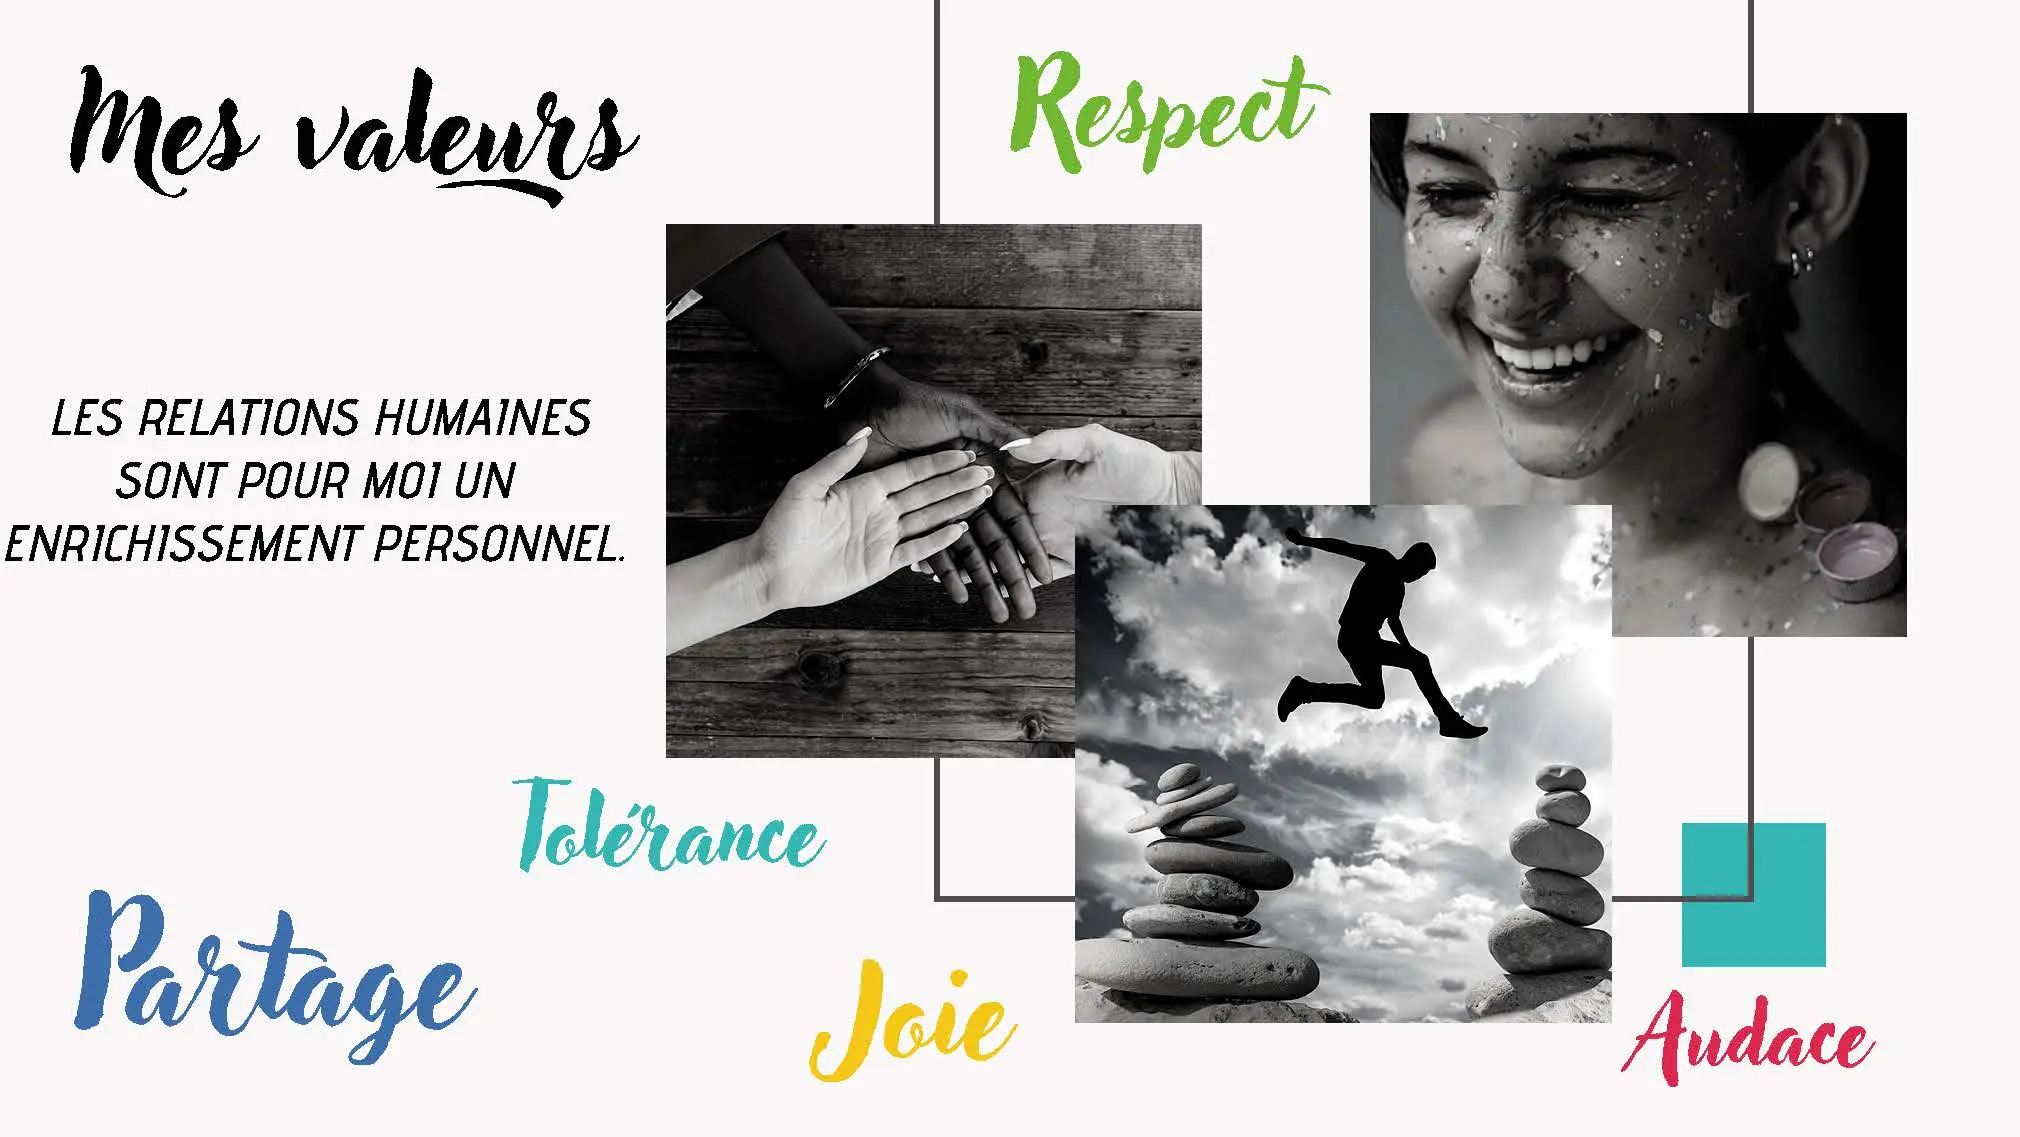 Mes valeurs
Respect
LES RELATIONS HUMAINES
SONT POUR MOI UN
ENRICHISSEMENT PERSONNEL.
Tolérance
Partage
Joie
Audace